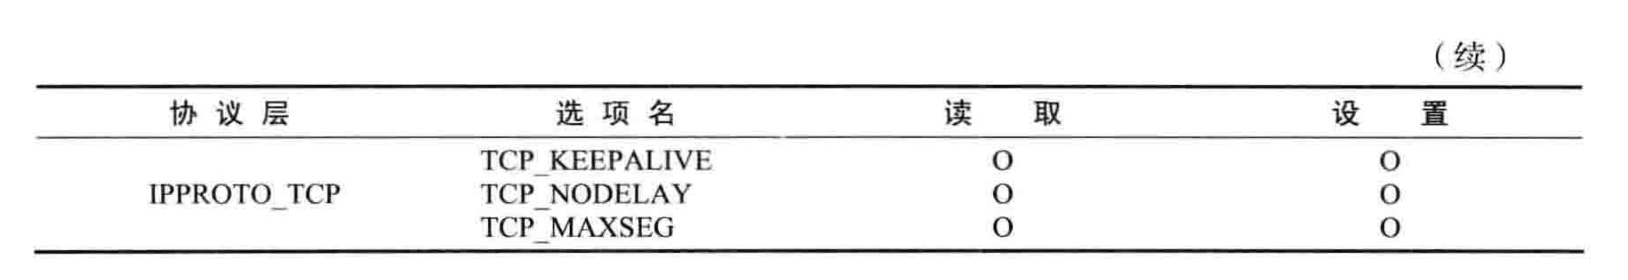 （续）
协议层 选项名 读取 设置
TCP_KEEPALIVE O O
IPPROTO_TCP TCP_NODELAY O O
TCP_MAXSEG O O